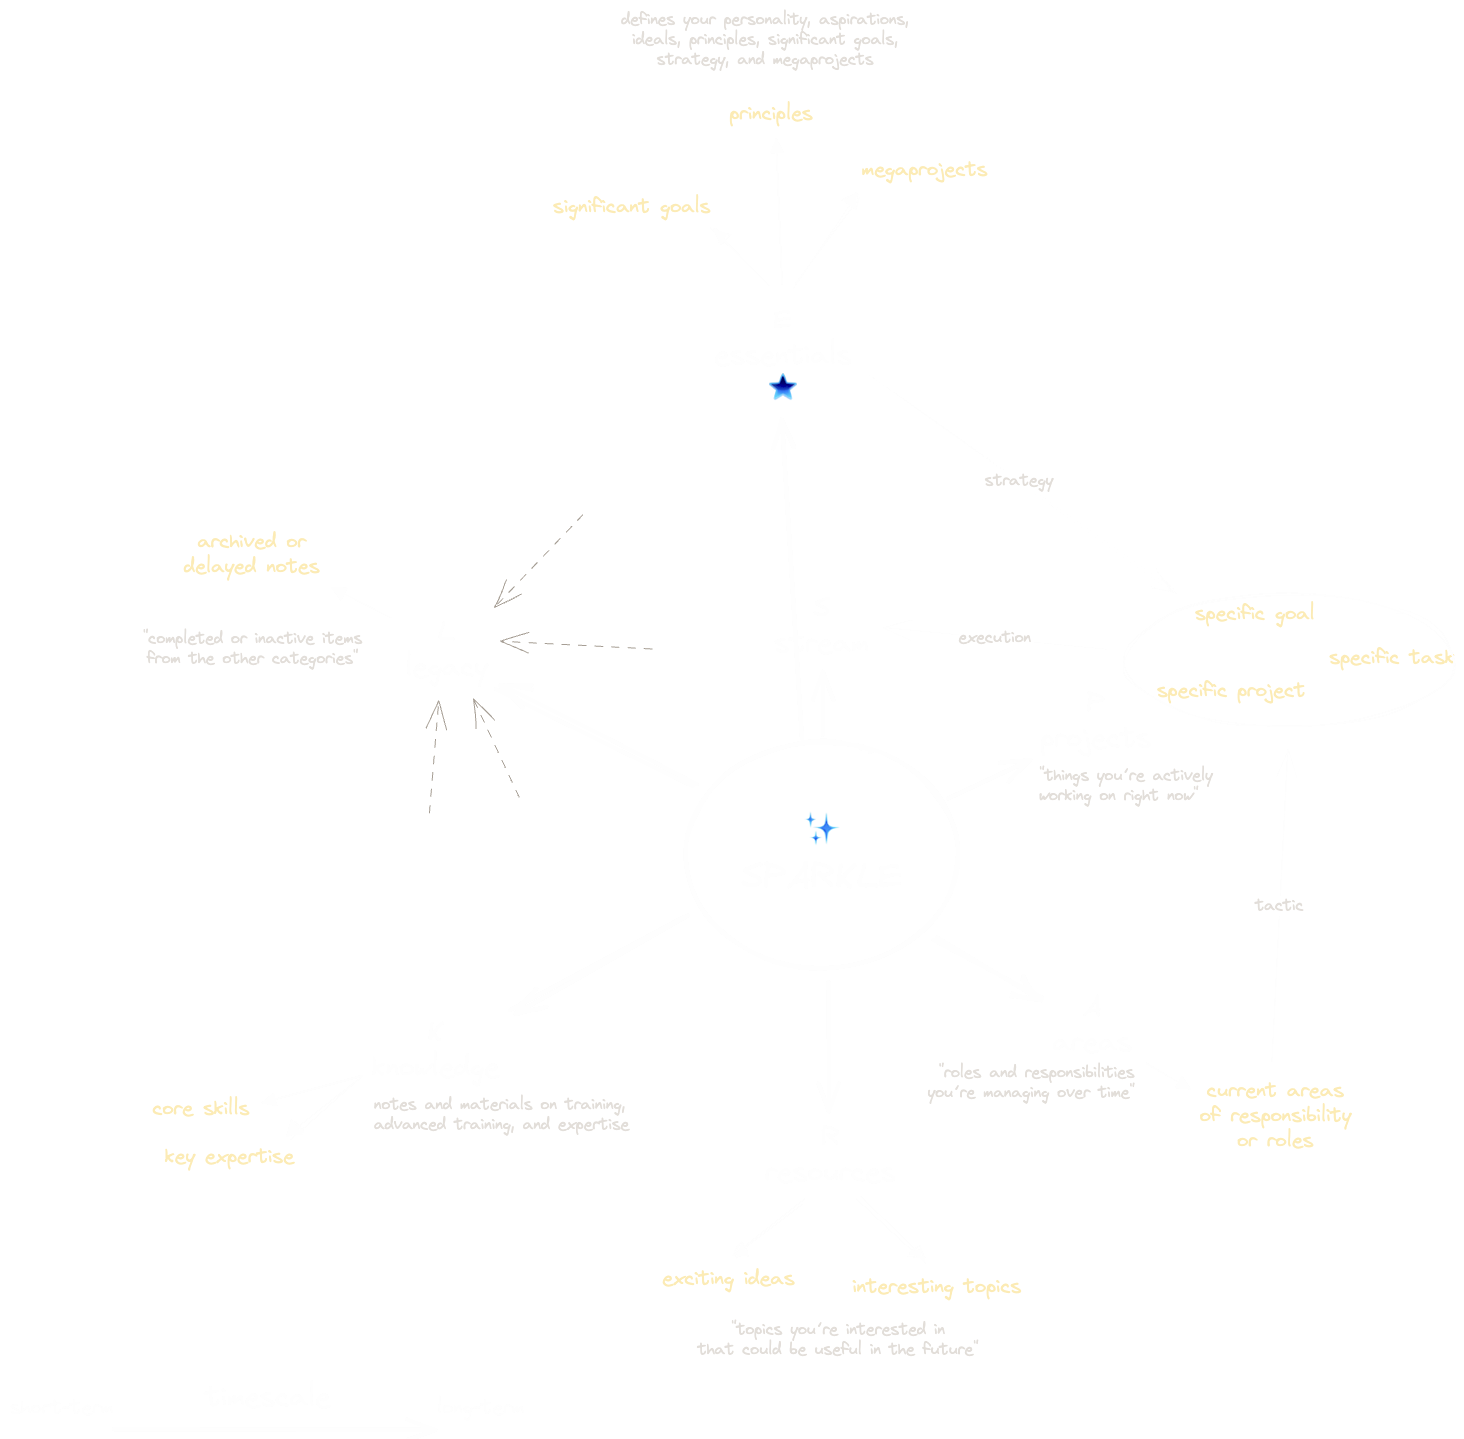 defines your personality, aspirations,
ideals, principles, significant goals,
strategy, and megaprojects
principles
megaprojects
significant goals
strategy
archived or
delayed notes
specific goal
"completed or inactive items
from the other categories"
execution
specific task
specific project
"things you're actively
working on right now"
tactic
"roles and responsibilities
you're managing over time"
current areas
of responsibility
or roles
core skills
notes and materials on training,
advanced training, and expertise
key expertise
exciting ideas
interesting topics
"topics you're interested in
that could be useful in the future"